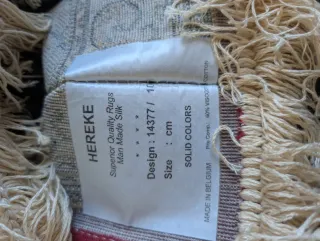 HEREKE
Superior Quality Rugs
Man Made Silk
* * * *
Design : 14377 /
Size : cm
SOLID COLORS
MADE IN BELGIUM